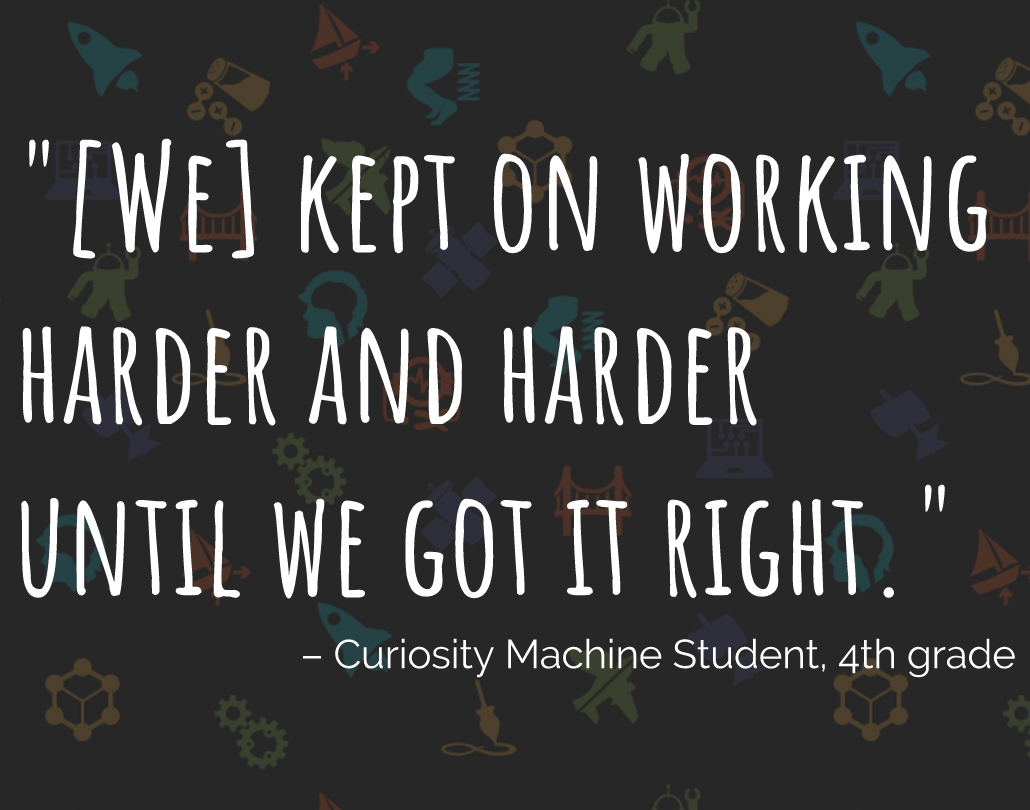 "[We] kept on working
harder and harder
until we got it right."
– Curiosity Machine Student, 4th grade